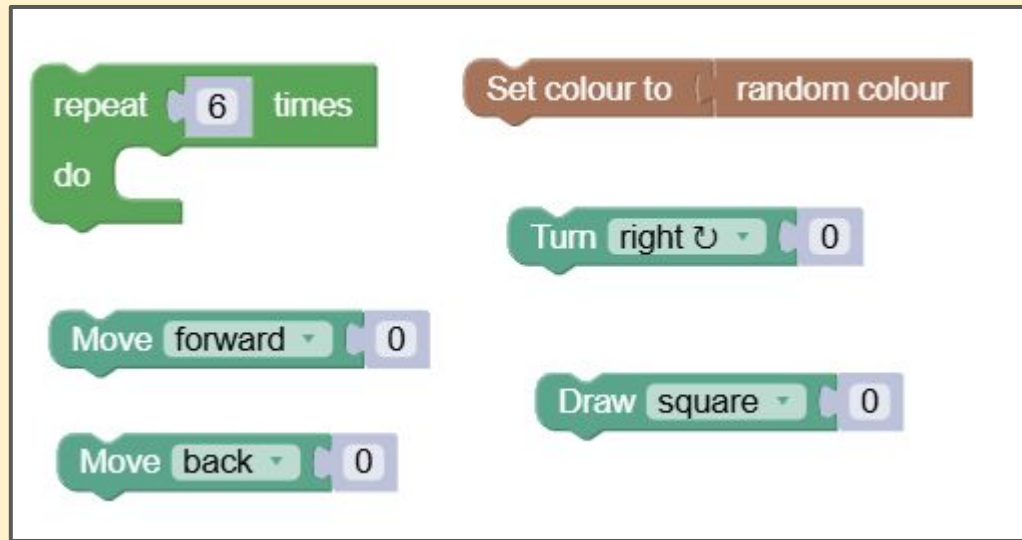 repeat 6 times
do
Set colour to random colour
Turn right ↻ 0
Move forward 0
Draw square 0
Move back 0